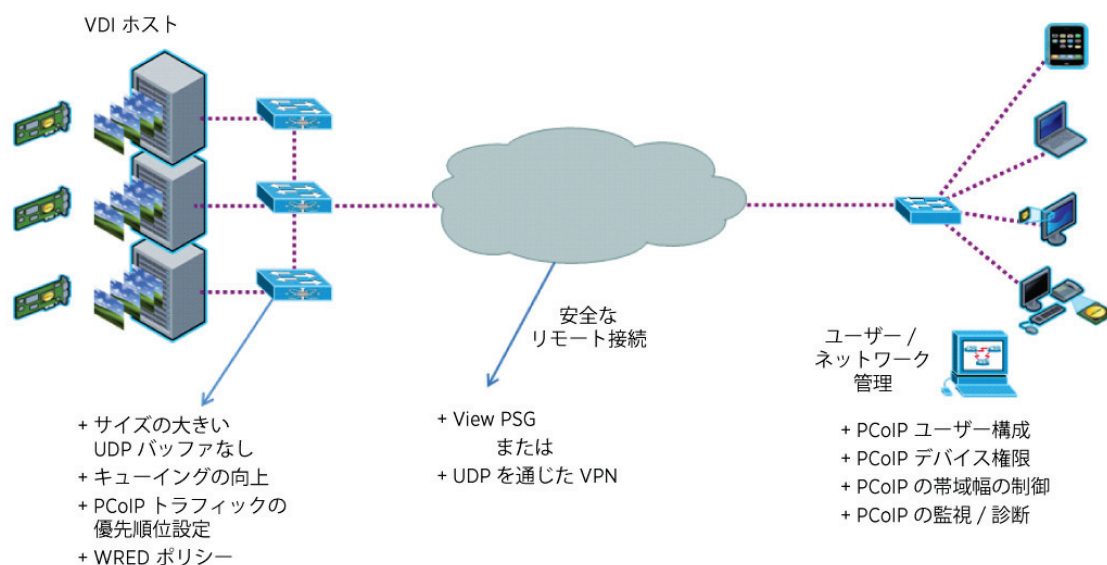 VDI ホスト
安全な
リモート接続
ユーザー /
ネットワーク
管理
+ サイズの大きい
UDP バッファなし
+ キューイングの向上
+ PCoIP トラフィックの
優先順位設定
+ WRED ポリシー
+ View PSG
または
+ UDP を通じた VPN
+ PCoIP ユーザー構成
+ PCoIP デバイス権限
+ PCoIP の帯域幅の制御
+ PCoIP の監視 / 診断